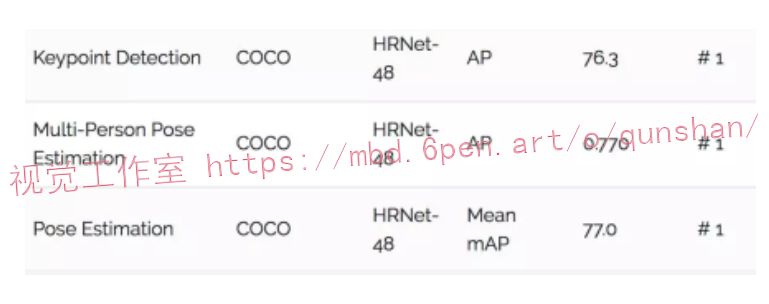 Keypoint Detection COCO HRNet-48 AP 76.3 # 1
Multi-Person Pose Estimation COCO HRNet-48 AP 0.770 # 1
视觉工作室 https://mbd.6pen.art/o/qunshan/
Pose Estimation COCO HRNet-48 Mean mAP 77.0 # 1